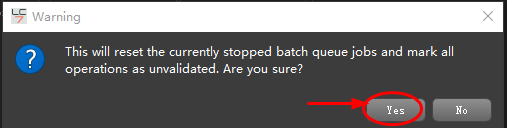 LC
7
Warning
This will reset the currently stopped batch queue jobs and mark all
operations as unvalidated. Are you sure?
Yes
No